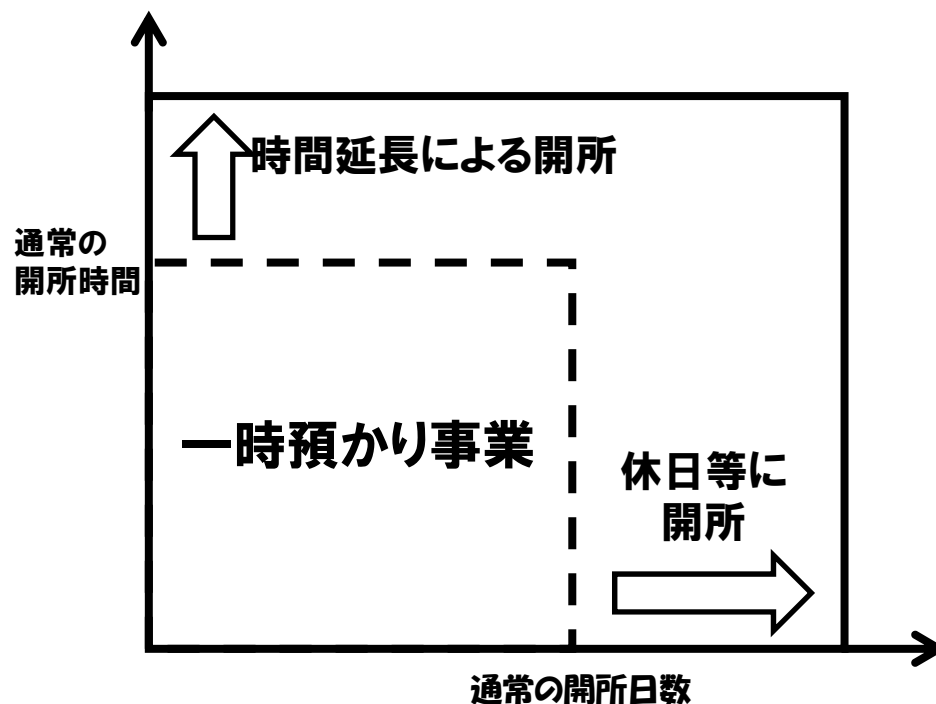 時間延長による開所
通常の
開所時間
一時預かり事業
休日等に
開所
通常の開所日数